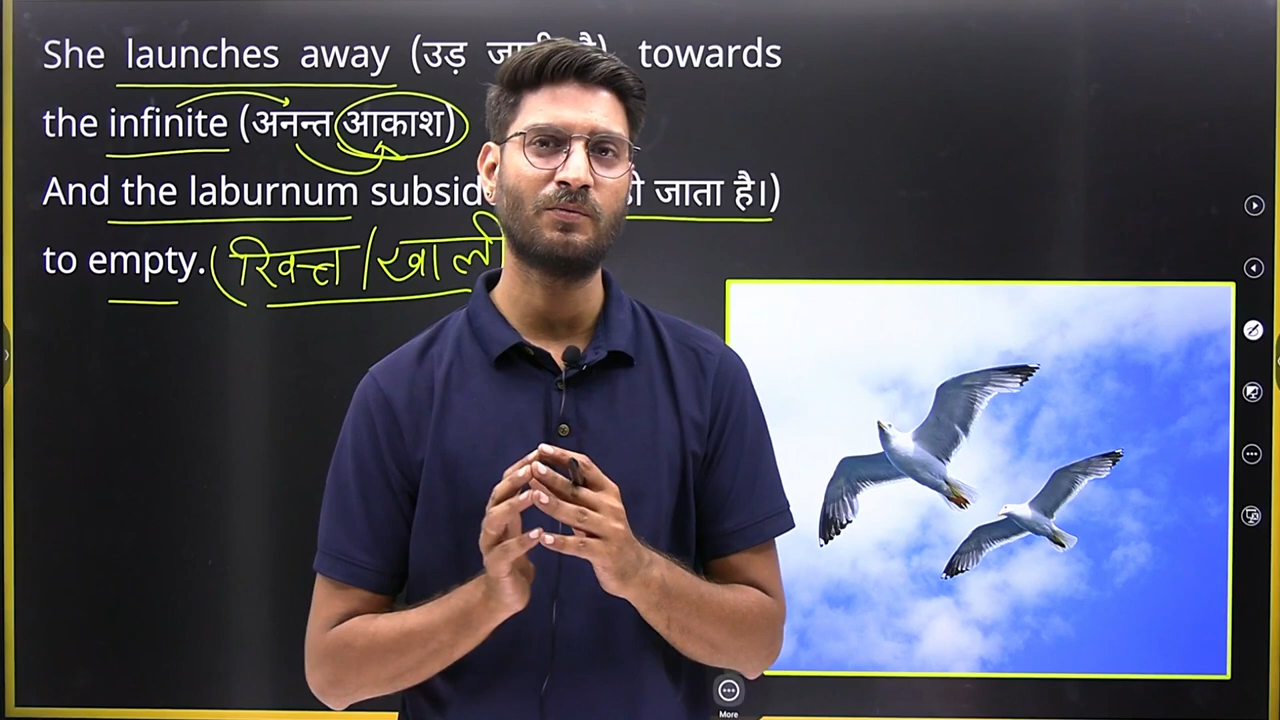 She launches away (उड़ towards
the infinite (अनन्त आकाश)
And the laburnum subsid जाता है।)
to empty. (रिक्त/खाली
More